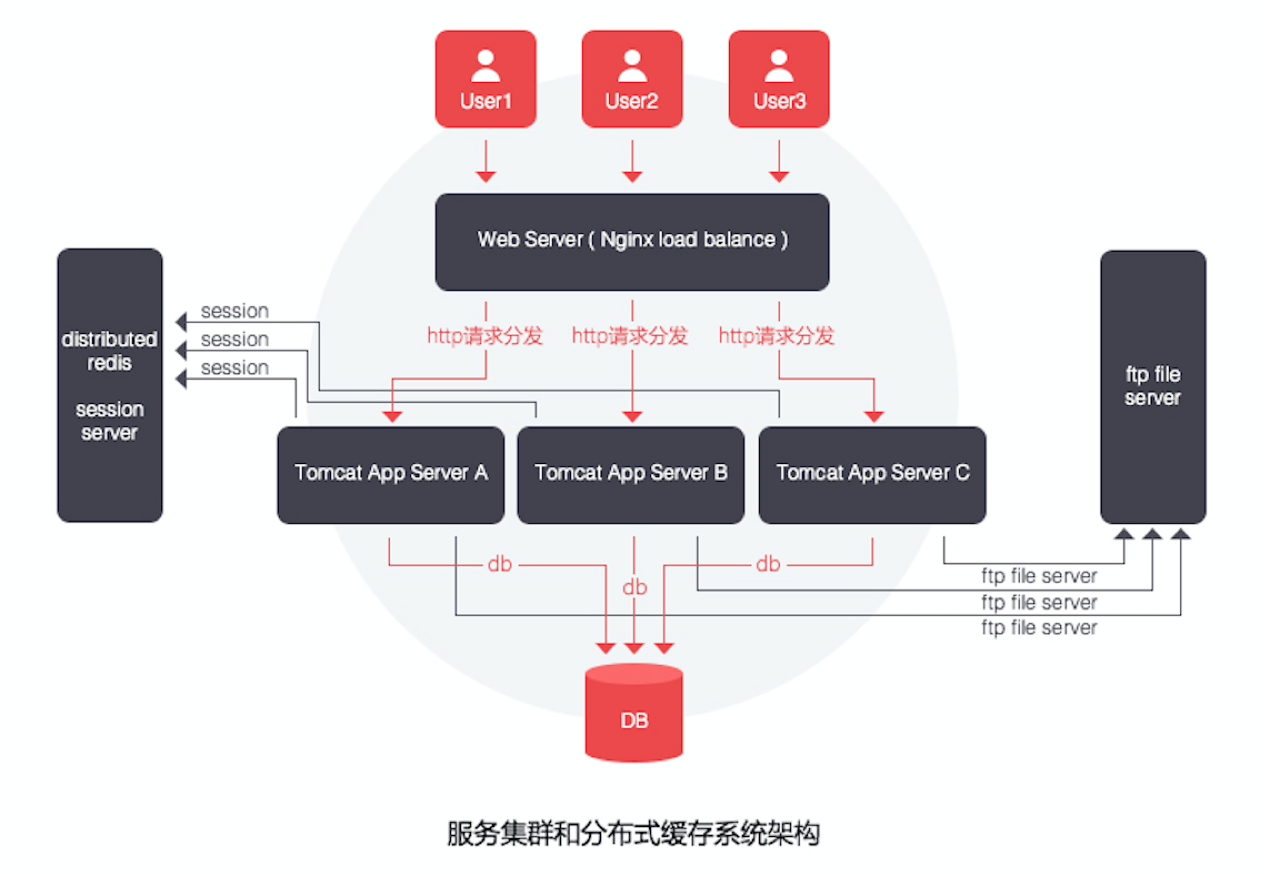 User1
User2
User3
Web Server ( Nginx load balance )
http请求分发
http请求分发
http请求分发
session
session
session
distributed
redis
session
server
ftp file
server
Tomcat App Server A
Tomcat App Server B
Tomcat App Server C
db
db
db
ftp file server
ftp file server
ftp file server
DB
服务集群和分布式缓存系统架构